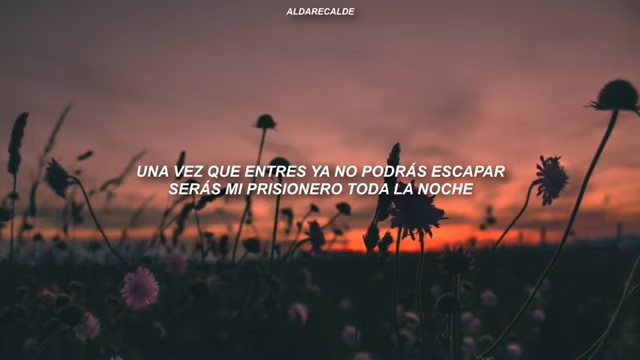 ALDARECALDE
UNA VEZ QUE ENTRES YA NO PODRÁS ESCAPAR
SERÁS MI PRISIONERO TODA LA NOCHE